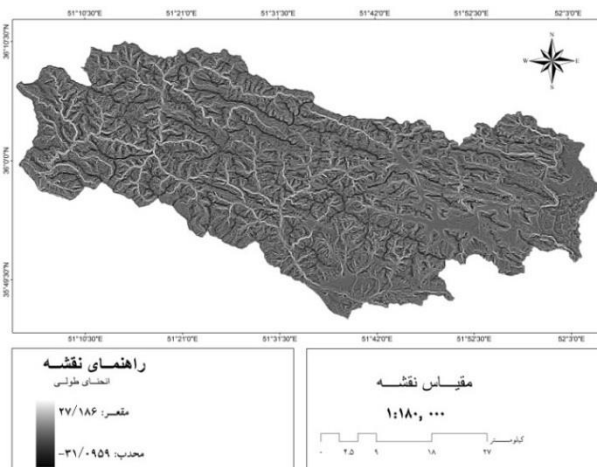 51°10'30"E 51°21'0"E 51°31'30"E 51°42'0"E 51°52'30"E 52°3'0"E
36°10'30"N
36°0'0"N
35°49'30"N
N
W E
S
51°10'30"E 51°21'0"E 51°31'30"E 51°42'0"E 51°52'30"E 52°3'0"E
راهنمای نقشه
انحنای طولی
مقعر: ۲۷/۱۸۶
محدب: ۳۱/۰۹۵۹-
مقیاس نقشه
۱:۱۸۰,۰۰۰
کیلومتر
۰ ۴.۵ ۹ ۱۸ ۲۷